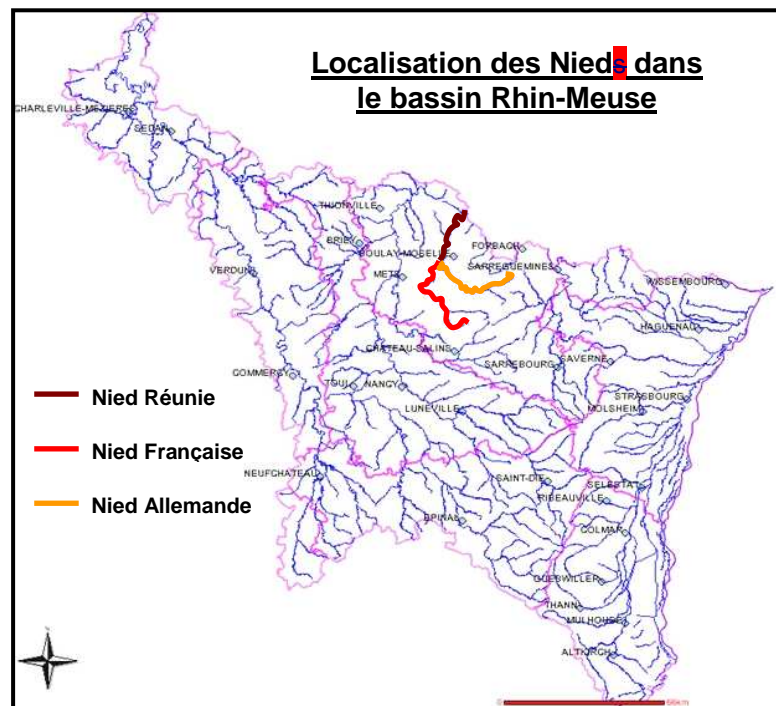 Localisation des Nieds dans
le bassin Rhin-Meuse
CHARLEVILLE-MEZIERES
SEDAN
THIONVILLE
BRIEY
BOULAY-MOSELLE
FORBACH
METZ
SARREGUEMINES
VERDUN
WISSEMBOURG
HAGUENAU
CHATEAU-SALINS
SARREBOURG
SAVERNE
COMMERCY
TOUL
NANCY
STRASBOURG
LUNEVILLE
MOLSHEIM
Nied Réunie
Nied Française
Nied Allemande
NEUFCHATEAU
SAINT-DIE
SELESTAT
RIBEAUVILLE
EPINAL
COLMAR
GUEBWILLER
THANN
MULHOUSE
ALTKIRCH